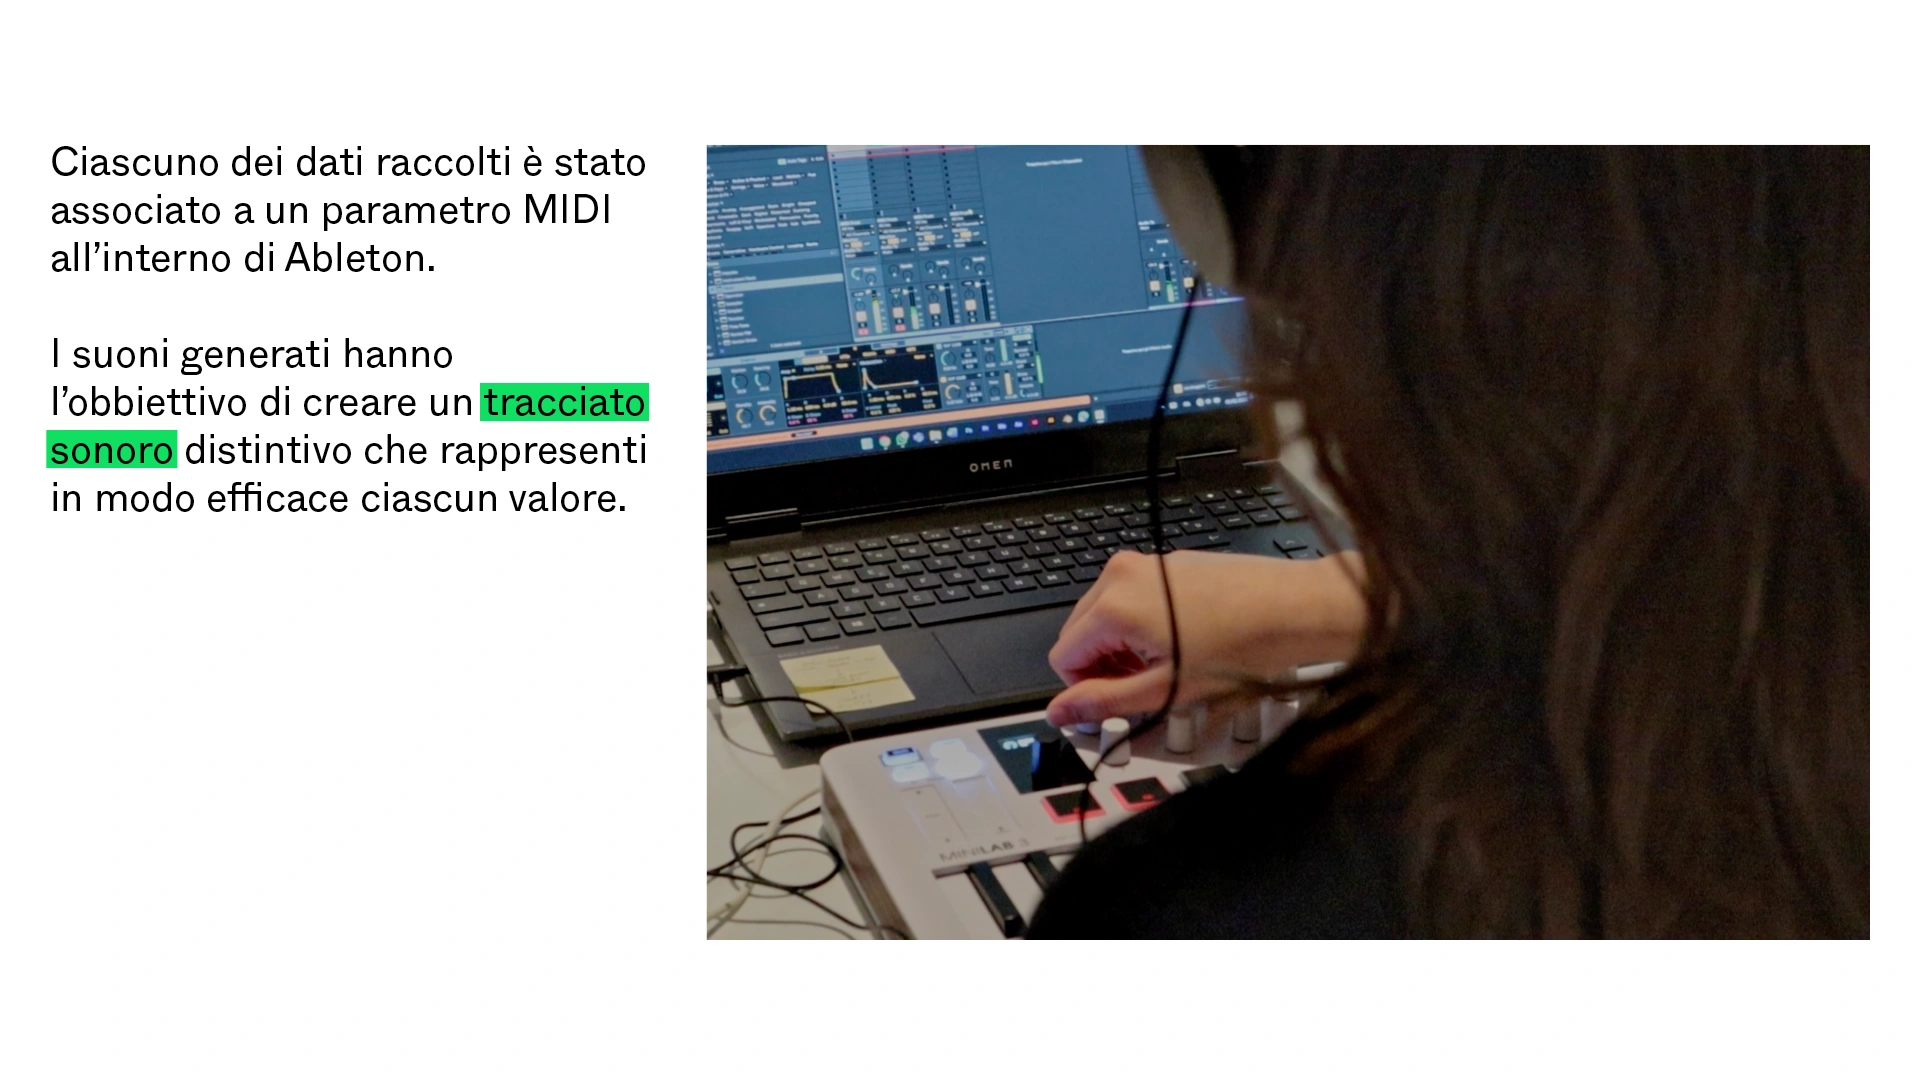 Ciascuno dei dati raccolti è stato
associato a un parametro MIDI
all’interno di Ableton.
I suoni generati hanno
l’obbiettivo di creare un tracciato
sonoro distintivo che rappresenti
in modo efficace ciascun valore.
OMEN
MINILAB 3